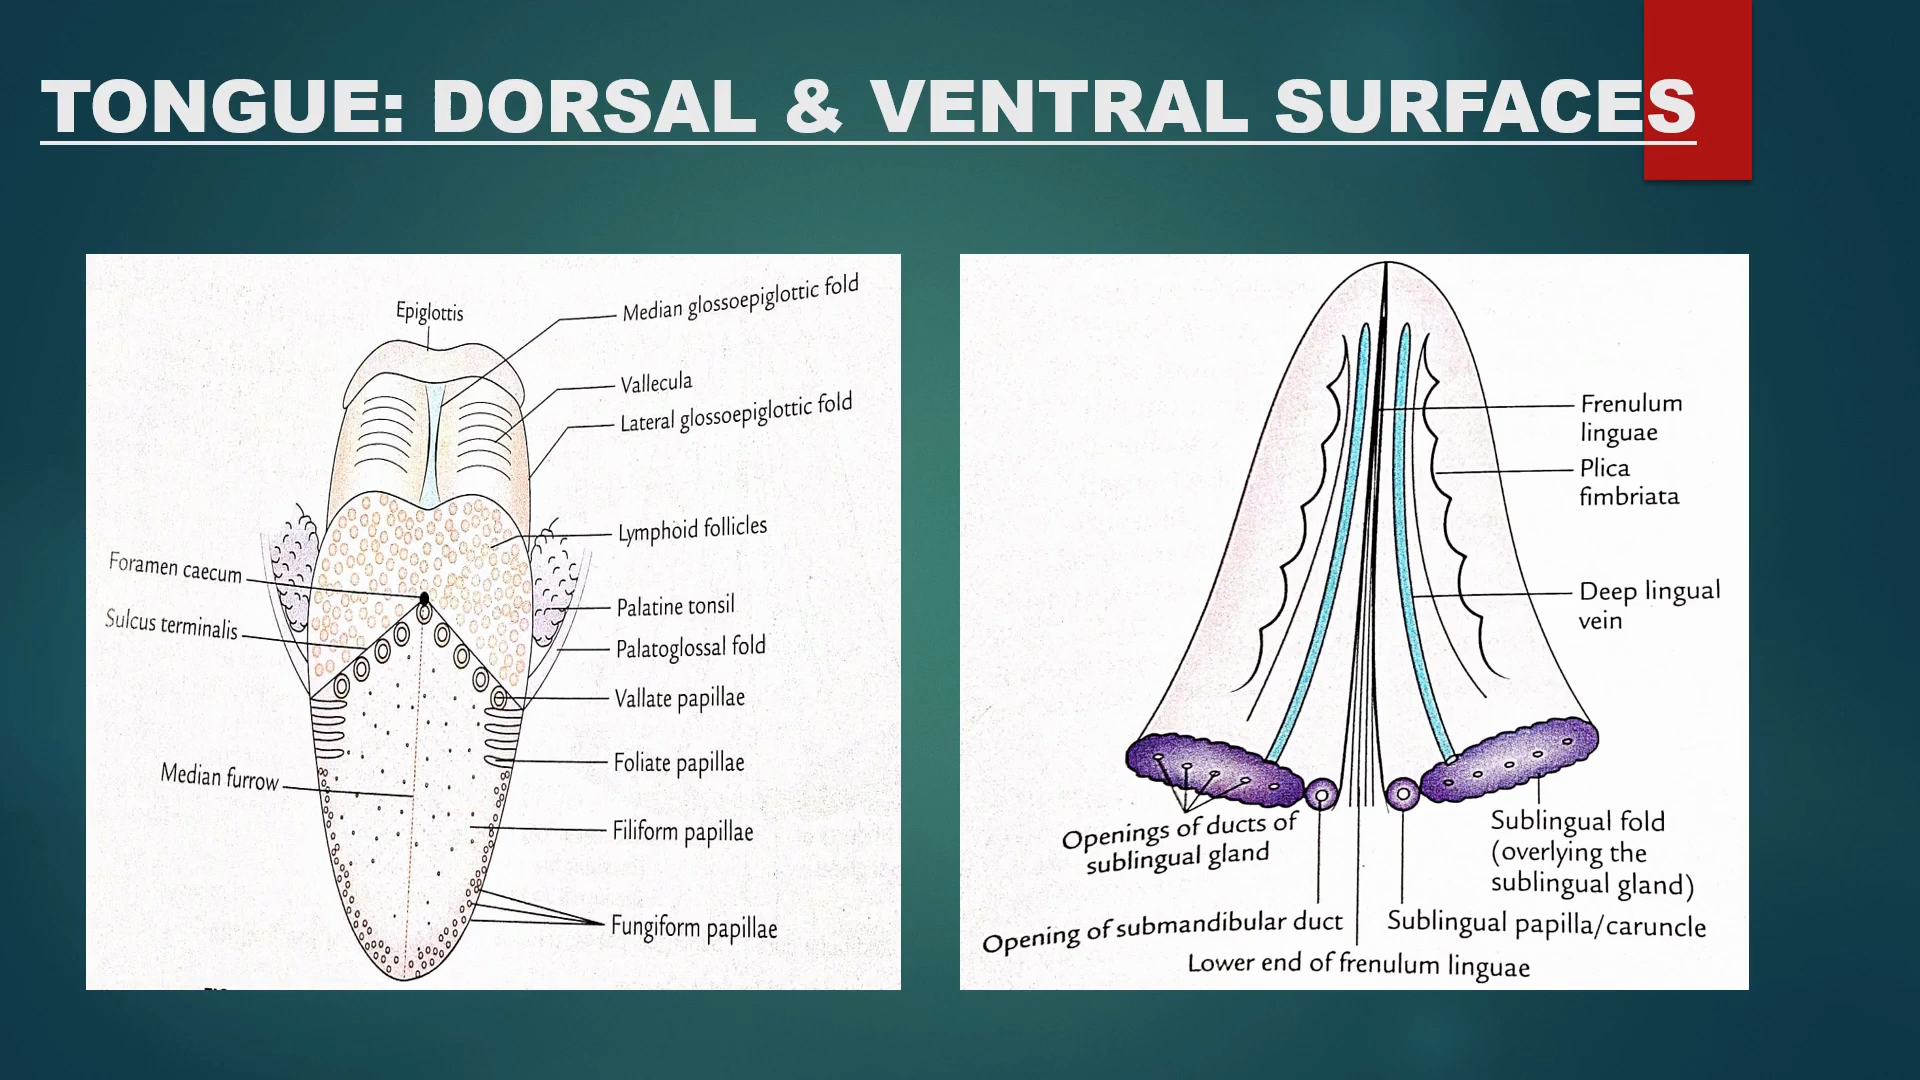 TONGUE: DORSAL & VENTRAL SURFACES
Epiglottis
Median glossoepiglottic fold
Vallecula
Lateral glossoepiglottic fold
Lymphoid follicles
Foramen caecum
Sulcus terminalis
Palatine tonsil
Palatoglossal fold
Vallate papillae
Foliate papillae
Median furrow
Filiform papillae
Fungiform papillae
Frenulum
linguae
Plica
fimbriata
Deep lingual
vein
Openings of ducts of
sublingual gland
Sublingual fold
(overlying the
sublingual gland)
Opening of submandibular duct
Sublingual papilla/caruncle
Lower end of frenulum linguae